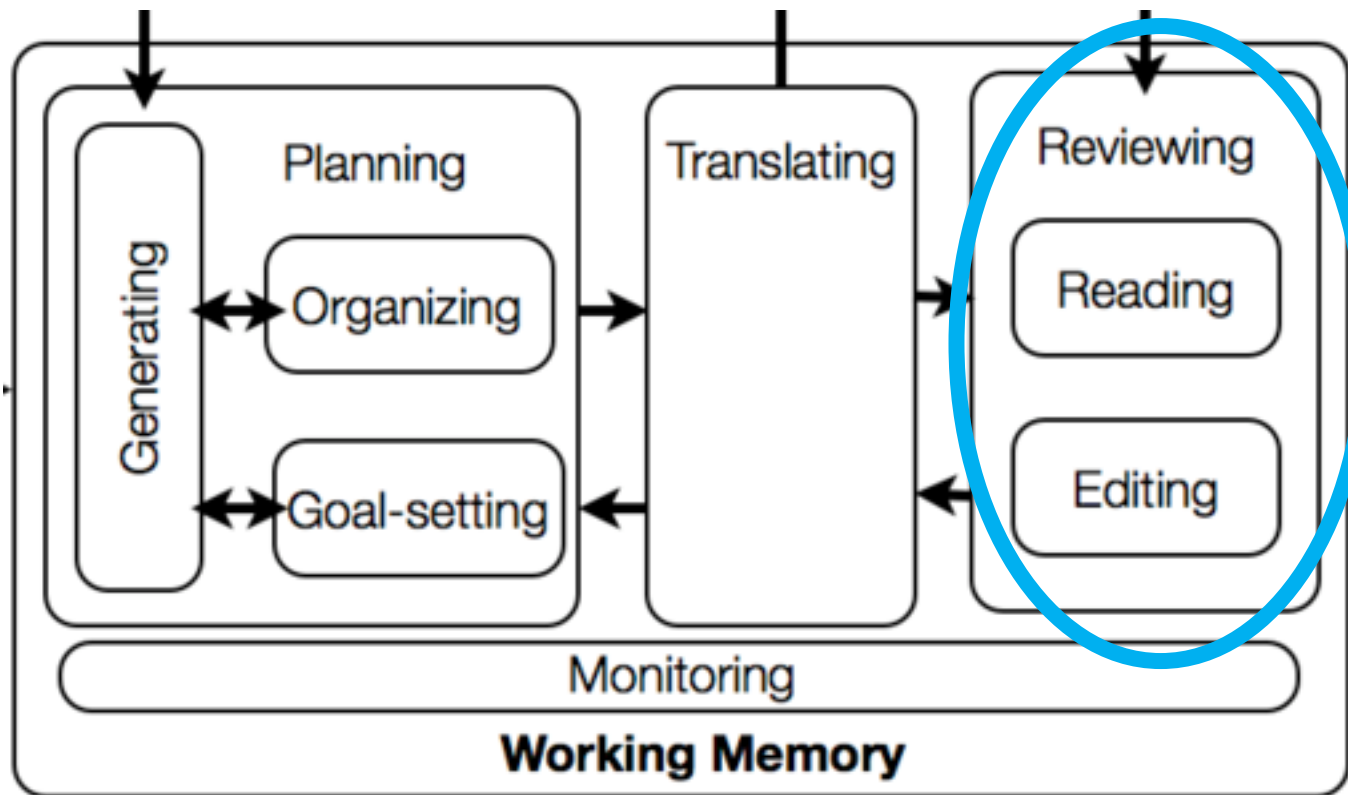 Planning
Generating
Organizing
Goal-setting
Translating
Reviewing
Reading
Editing
Monitoring
Working Memory